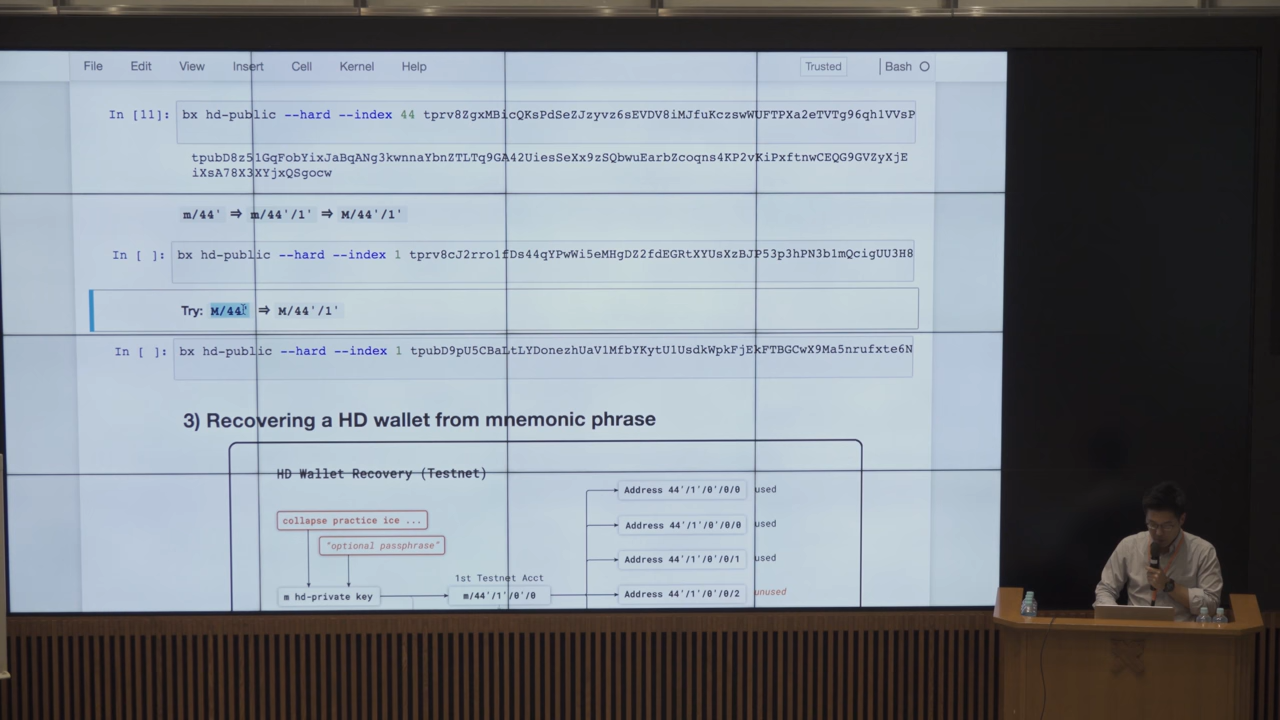 File Edit View Insert Cell Kernel Help Trusted Bash
In [11]: bx hd-public --hard --index 44 tprv8ZgxMBicQKsPdSeZJzyvz6sEVDV8iMJfuKczswWUFTPXa2eTVTg96qh1VVsP
tpubD8z51GqFobYixJaBqANg3kwnnaYbnZTLTq9GA42UiesSeXx9zSQbwuEarbZcoqns4KP2vKiPxftnwCEQG9GVZyXjE
iXsA78X3XYjxQSgocw
m/44' ⇒ m/44'/1' ⇒ M/44'/1'
In [ ]: bx hd-public --hard --index 1 tprv8cJ2rro1fDs44qYPwWi5eMHgDZ2fdEGRtXYUsXzBJP53p3hPN3b1mQcigUU3H8
Try: M/44' ⇒ M/44'/1'
In [ ]: bx hd-public --hard --index 1 tpubD9pU5CBaLtLYDonezhUaV1MfbYKytU1UsdkWpkFjEkFTBGCwX9Ma5nrufxte6N
3) Recovering a HD wallet from mnemonic phrase
HD Wallet Recovery (Testnet)
Address 44'/1'/0'/0/0 used
collapse practice ice ...
Address 44'/1'/0'/0/0 used
"optional passphrase"
Address 44'/1'/0'/0/1 used
1st Testnet Acct
m hd-private key
m/44'/1'/0'/0
Address 44'/1'/0'/0/2 unused